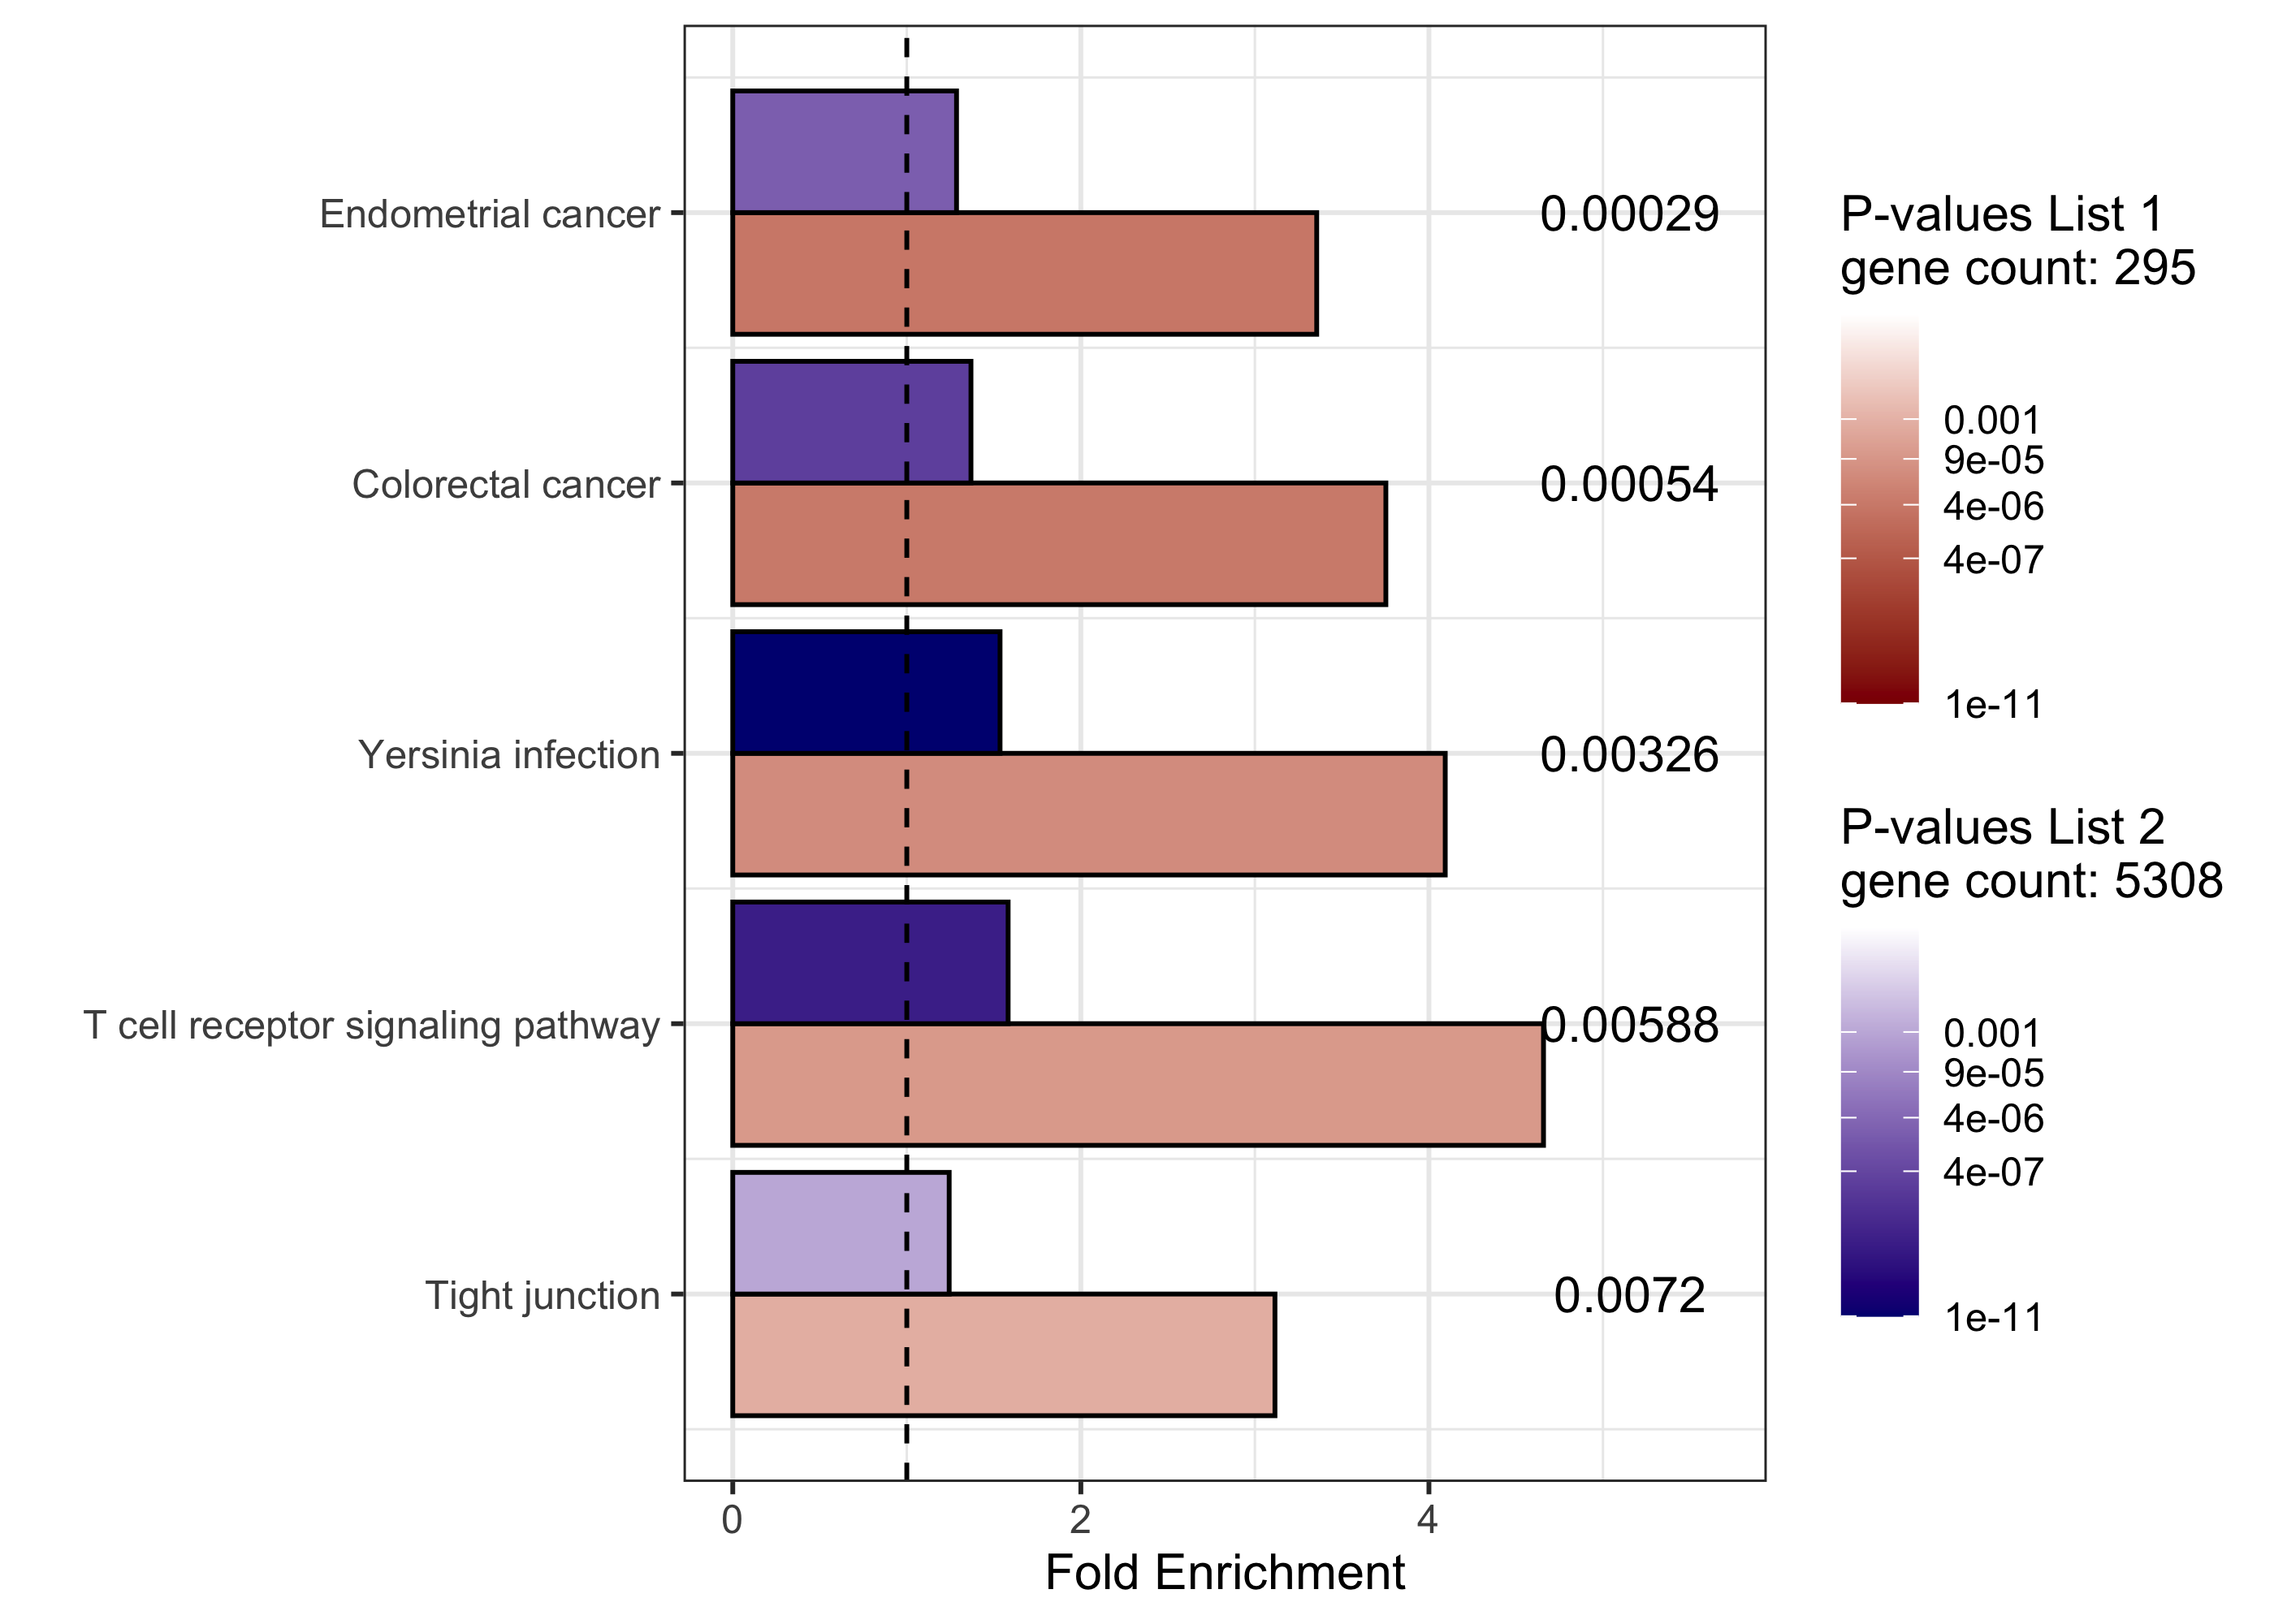 Endometrial cancer
0.00029
Colorectal cancer
0.00054
Yersinia infection
0.00326
T cell receptor signaling pathway
0.00588
Tight junction
0.0072
0
2
4
Fold Enrichment
P-values List 1
gene count: 295
0.001
9e-05
4e-06
4e-07
1e-11
P-values List 2
gene count: 5308
0.001
9e-05
4e-06
4e-07
1e-11